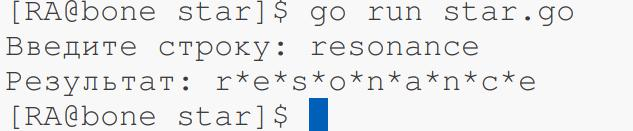 [RA@bone star]$ go run star.go
Введите строку: resonance
Результат: r*e*s*o*n*a*n*c*e
[RA@bone star]$